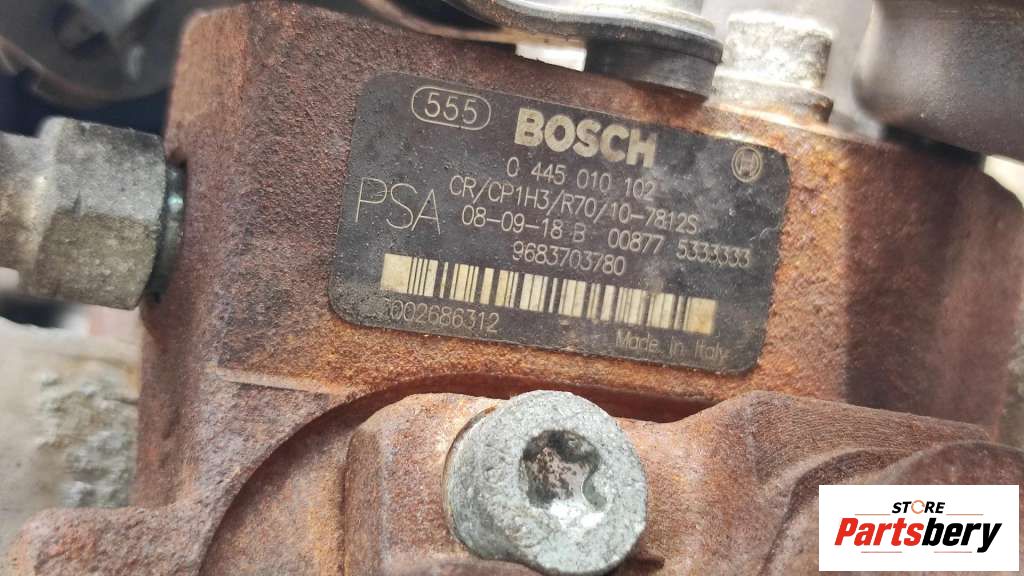 555 BOSCH
0 445 010 102
PSA
CR/CP1H3/R70/10-7812S
08-09-18 B 00877 5333333
9683703780
1002686312
Made in Italy
STORE
Partsbery